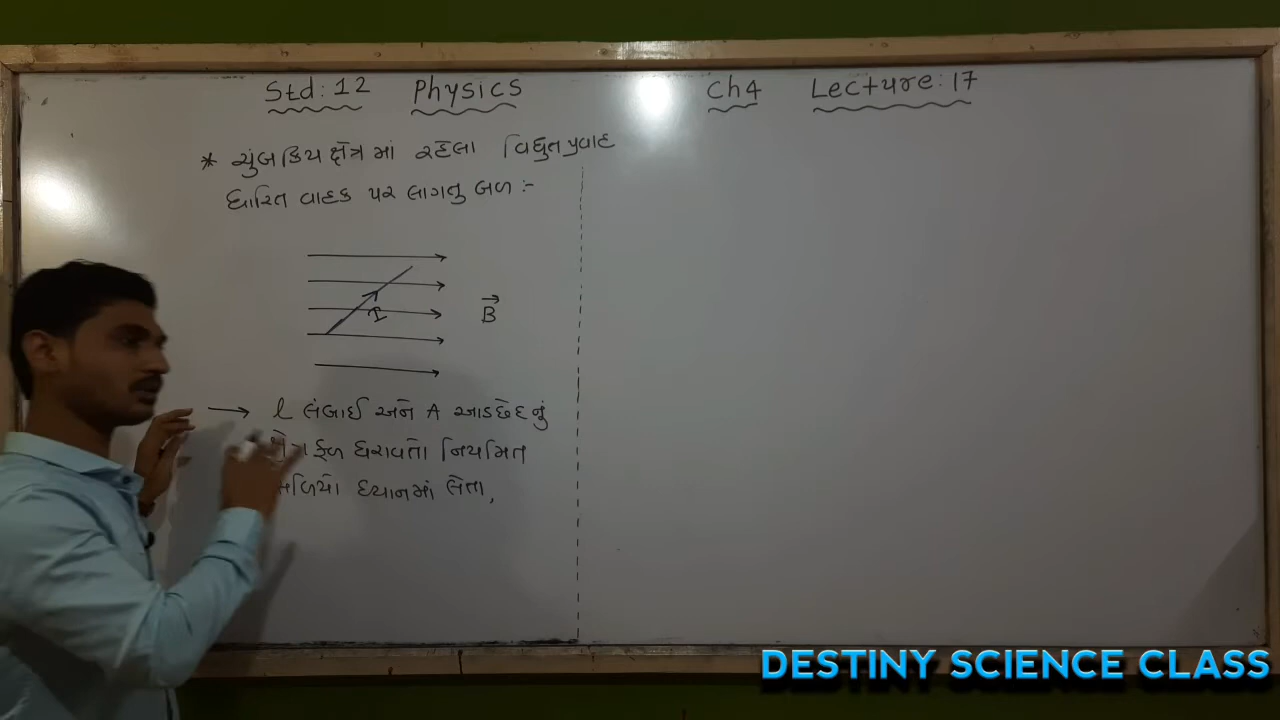 Std: 12 Physics Ch4 Lecture: 17
* ચુંબકિય ક્ષેત્ર માં રહેલા વિદ્યુત પ્રવાહ
ધારિત વાહક પર લાગતુ બળ :-
I
B
l લંબાઈ અને A આડછેદનું
ક્ષેત્રફળ ધરાવતો નિયમિત
ધ્યાનમાં લેતા,
DESTINY SCIENCE CLASS